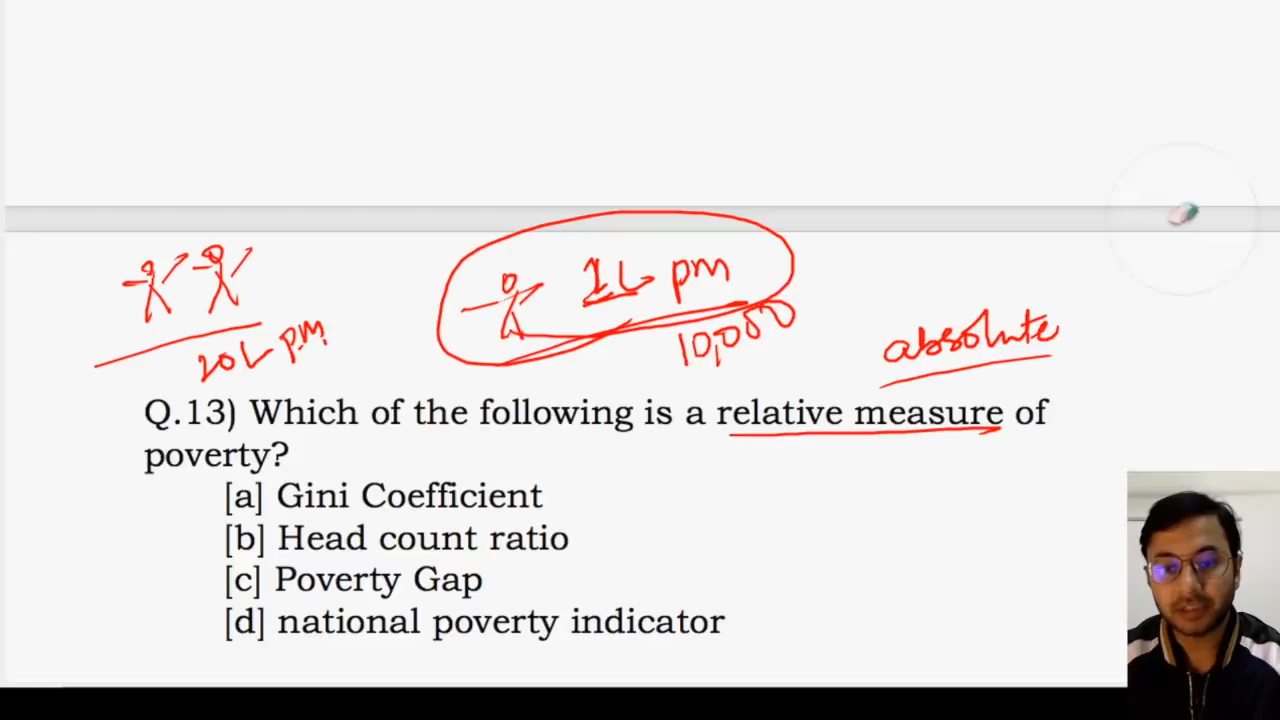 1L pm
20L p.m
10,000
absolute
Q.13) Which of the following is a relative measure of
poverty?
[a] Gini Coefficient
[b] Head count ratio
[c] Poverty Gap
[d] national poverty indicator